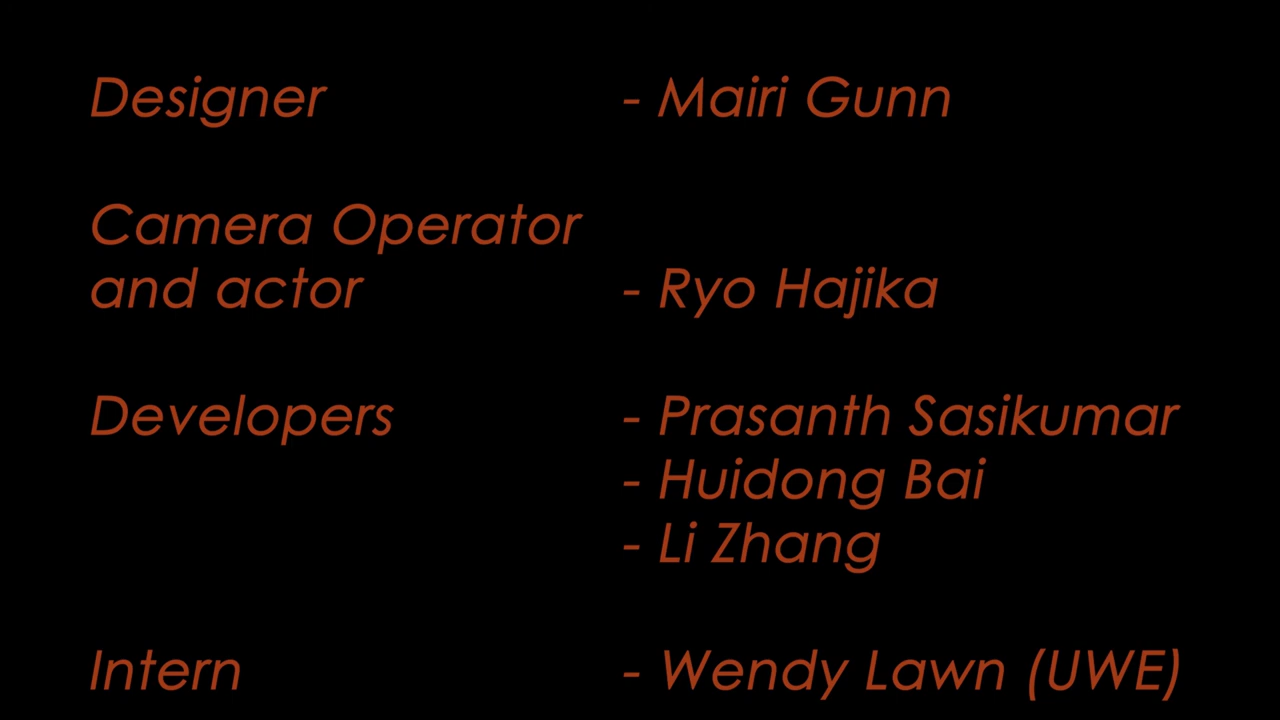 Designer - Mairi Gunn
Camera Operator
and actor - Ryo Hajika
Developers - Prasanth Sasikumar
- Huidong Bai
- Li Zhang
Intern - Wendy Lawn (UWE)